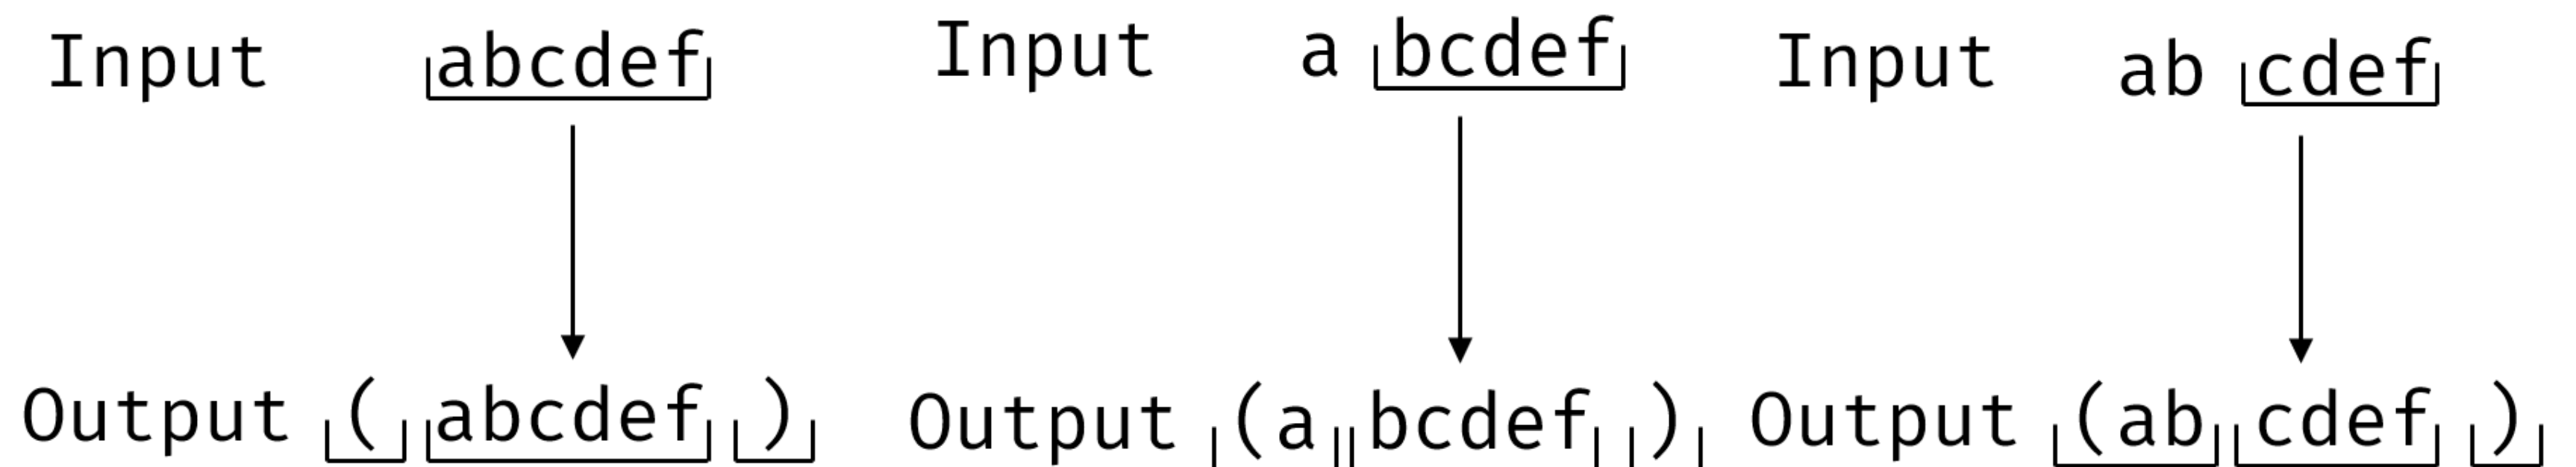 Input abcdef
Output ( abcdef )
Input a bcdef
Output (a bcdef )
Input ab cdef
Output (ab cdef )